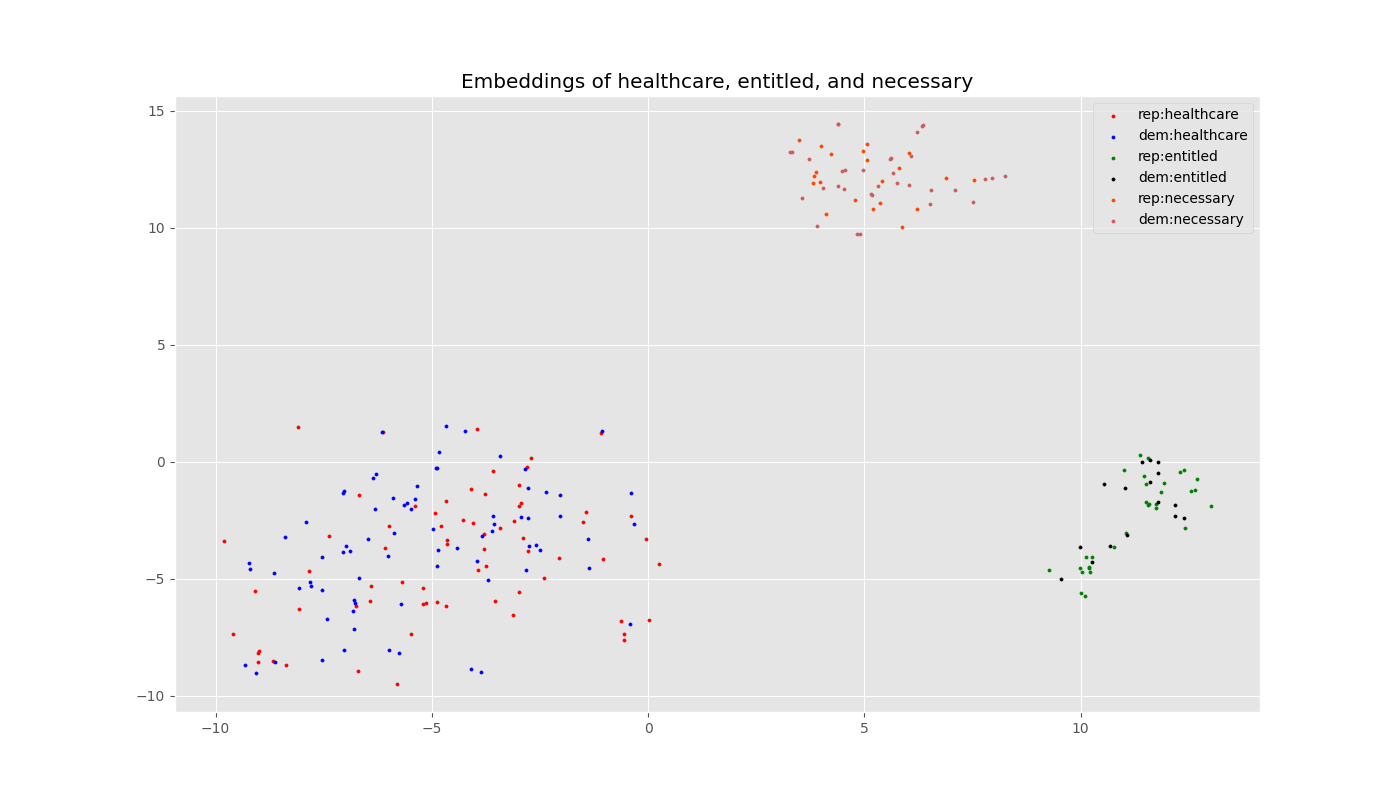 Embeddings of healthcare, entitled, and necessary
15
10
5
0
−5
−10
rep:healthcare
dem:healthcare
rep:entitled
dem:entitled
rep:necessary
dem:necessary
−10 −5 0 5 10